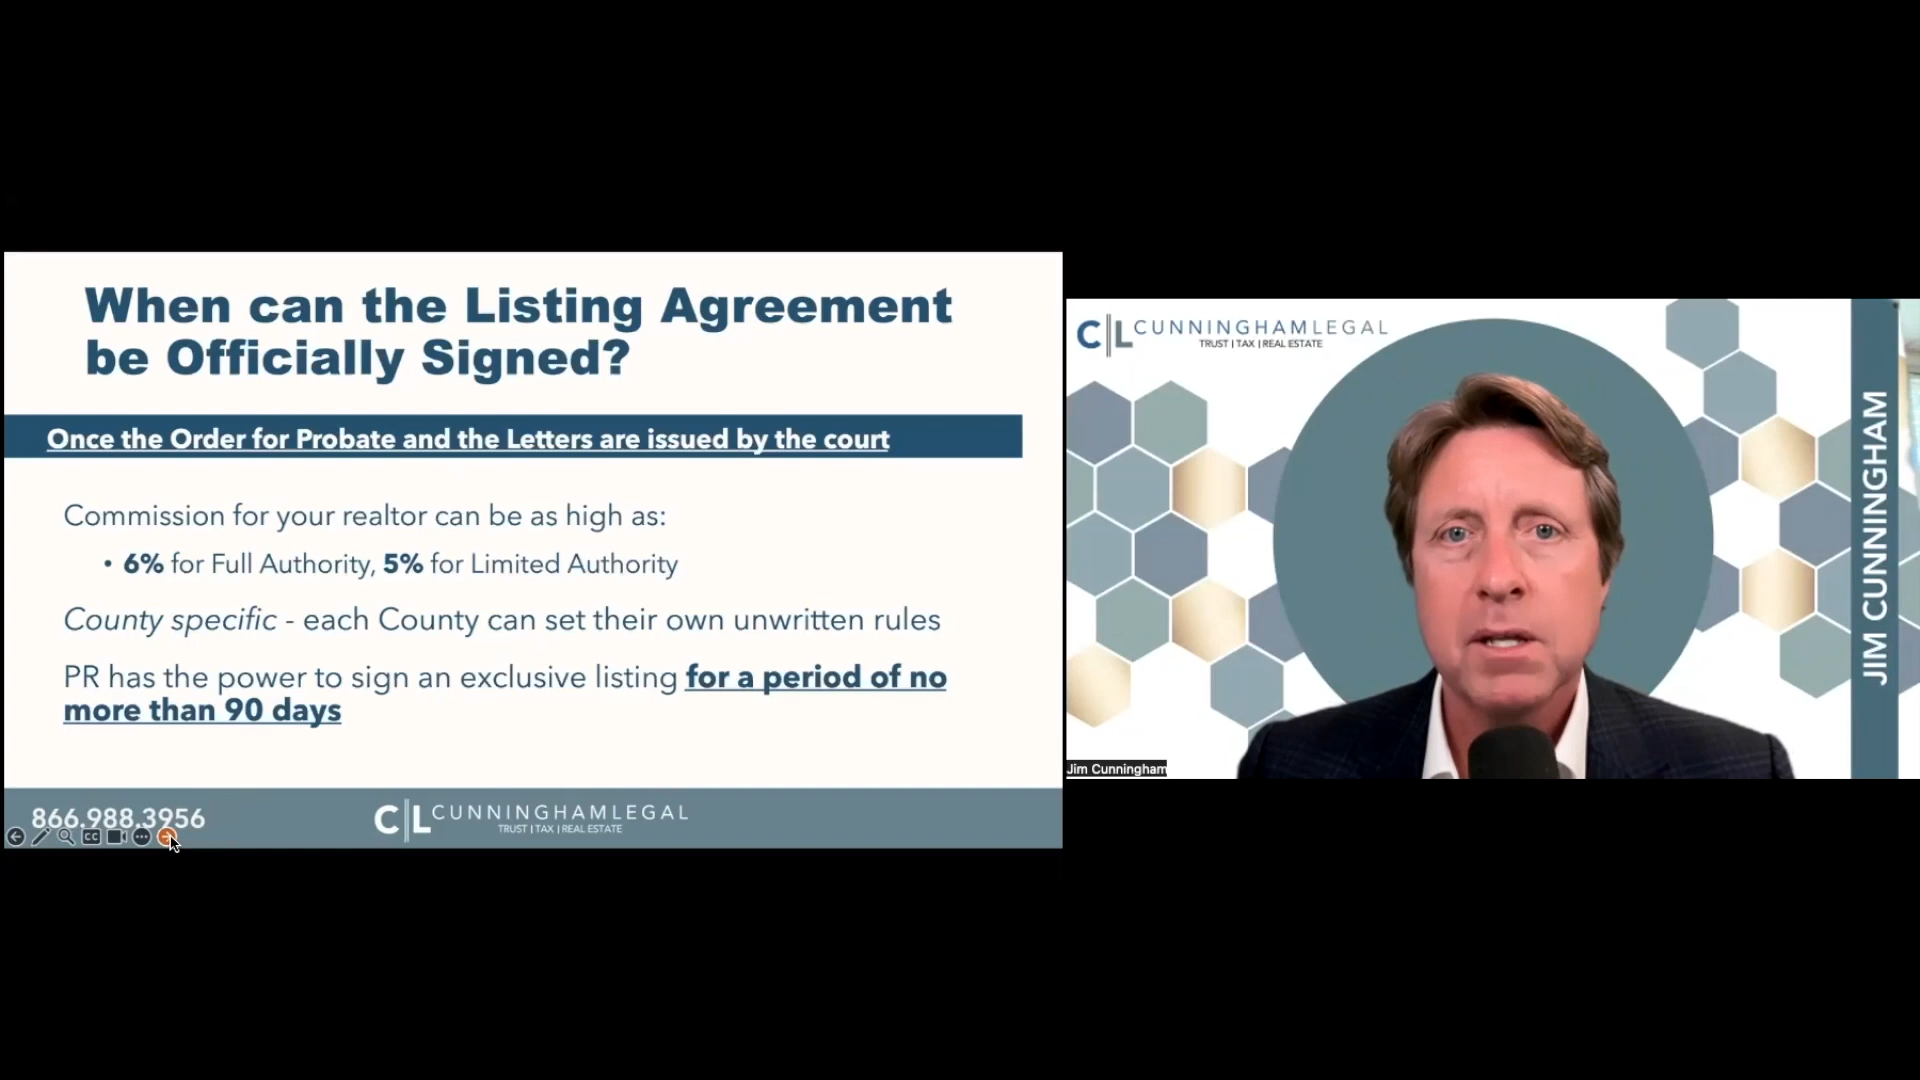 When can the Listing Agreement
be Officially Signed?
Once the Order for Probate and the Letters are issued by the court
Commission for your realtor can be as high as:
• 6% for Full Authority, 5% for Limited Authority
County specific - each County can set their own unwritten rules
PR has the power to sign an exclusive listing for a period of no
more than 90 days
866.988.3956
CL CUNNINGHAMLEGAL
TRUST | TAX | REAL ESTATE
CC
CL CUNNINGHAMLEGAL
TRUST | TAX | REAL ESTATE
JIM CUNNINGHAM
Jim Cunningham